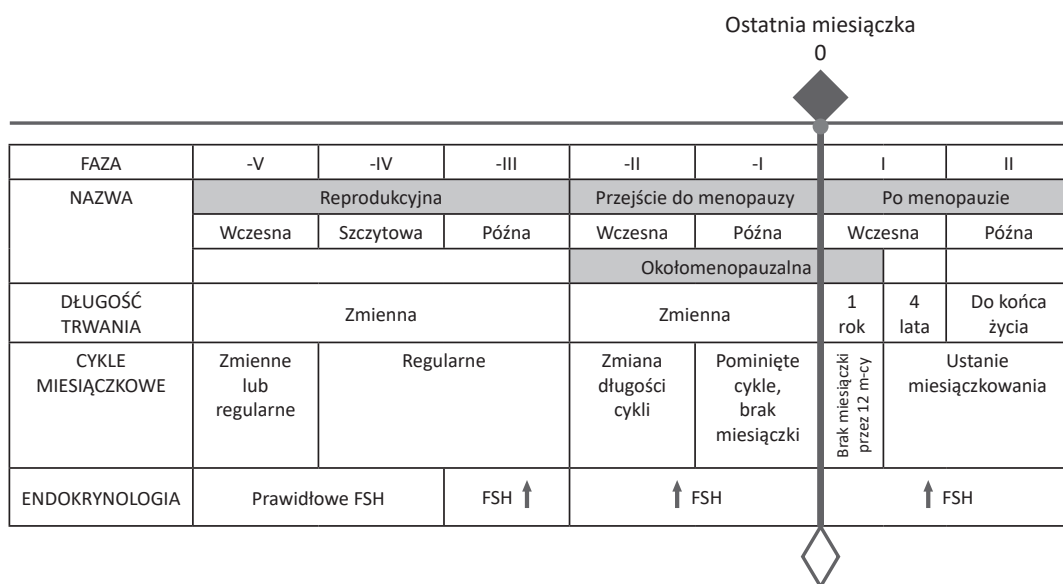 Ostatnia miesiączka
0
FAZA -V -IV -III -II -I I II
NAZWA Reprodukcyjna Przejście do menopauzy Po menopauzie
Wczesna Szczytowa Późna Wczesna Późna Wczesna Późna
Okołomenopauzalna
DŁUGOŚĆ
TRWANIA
Zmienna Zmienna
1
rok
4
lata
Do końca
życia
CYKLE
MIESIĄCZKOWE
Zmienne
lub
regularne
Regularne
Zmiana
długości
cykli
Pominięte
cykle,
brak
miesiączki
Brak miesiączki
przez 12 m-cy
Ustanie
miesiączkowania
ENDOKRYNOLOGIA Prawidłowe FSH FSH ↑ ↑ FSH ↑ FSH